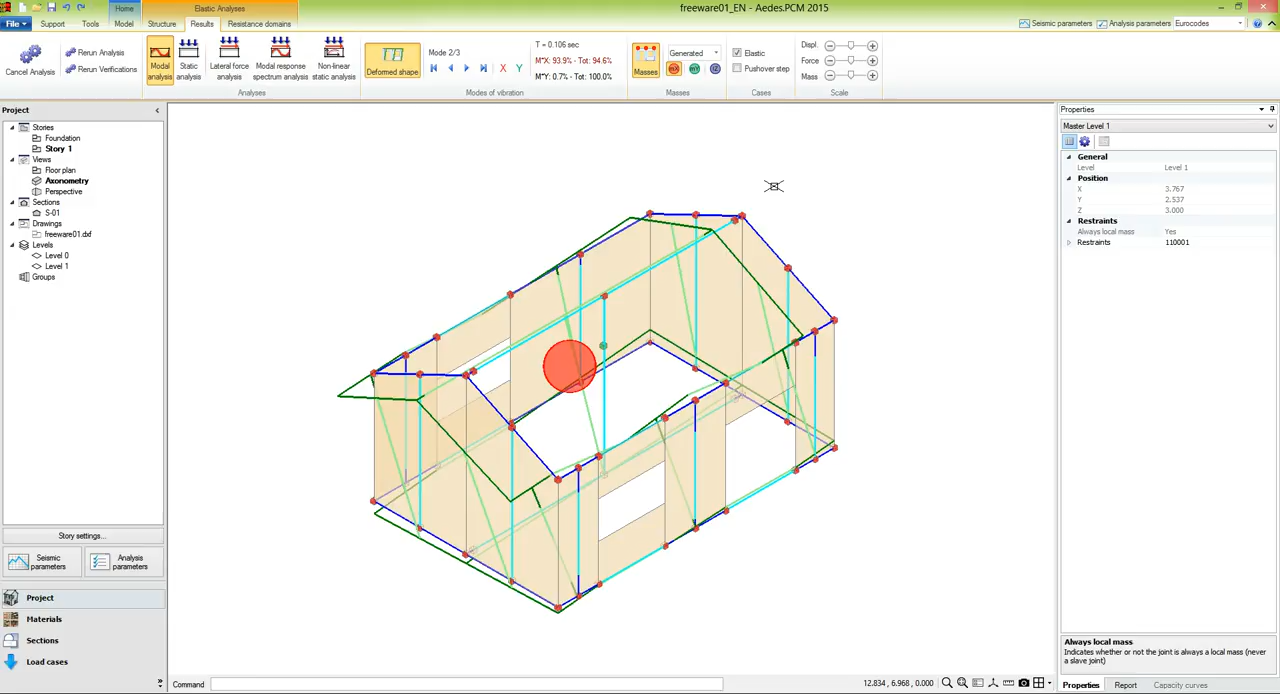 Home
Elastic Analyses
freeware01_EN - Aedes.PCM 2015
File
Support
Tools
Model
Structure
Results
Resistance domains
Seismic parameters
Analysis parameters
Eurocodes
Cancel Analysis
Rerun Analysis
Rerun Verifications
Modal analysis
Static analysis
Lateral force analysis
Modal response spectrum analysis
Non-linear static analysis
Analyses
Deformed shape
Mode 2/3
X
Y
T = 0.106 sec
M*X: 93.9% - Tot: 94.6%
M*Y: 0.7% - Tot: 100.0%
Modes of vibration
Masses
Generated
Masses
Elastic
Pushover step
Cases
Displ.
Force
Mass
Scale
Project
Stories
Foundation
Story 1
Views
Floor plan
Axonometry
Perspective
Sections
S-01
Drawings
freeware01.dxf
Levels
Level 0
Level 1
Groups
Story settings...
Seismic parameters
Analysis parameters
Project
Materials
Sections
Load cases
Properties
Master Level 1
General
Level Level 1
Position
X 3.767
Y 2.537
Z 3.000
Restraints
Always local mass Yes
Restraints 110001
Always local mass
Indicates whether or not the joint is always a local mass (never a slave joint)
Command
12.834, 6.968, 0.000
Properties
Report
Capacity curves